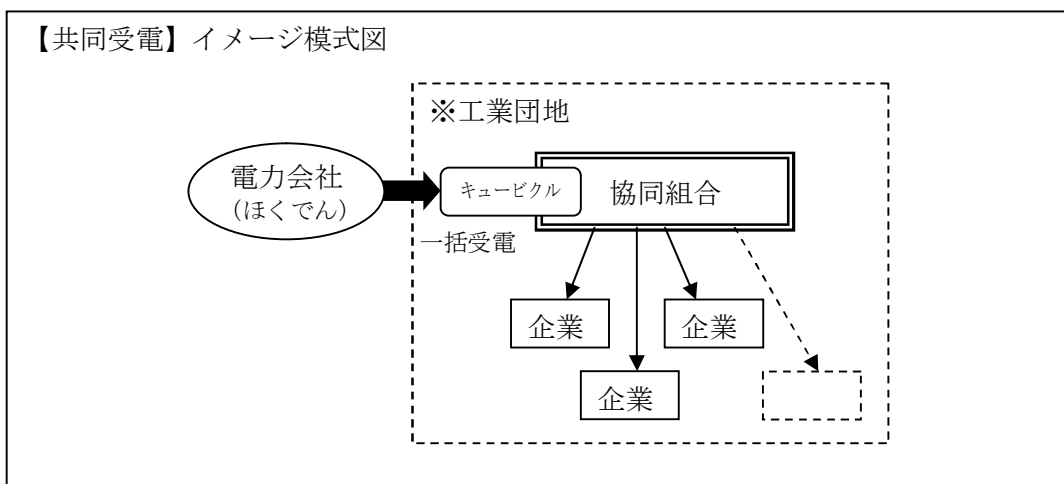 【共同受電】イメージ模式図
※工業団地
電力会社
(ほくでん)
キュービクル
協同組合
一括受電
企業
企業
企業